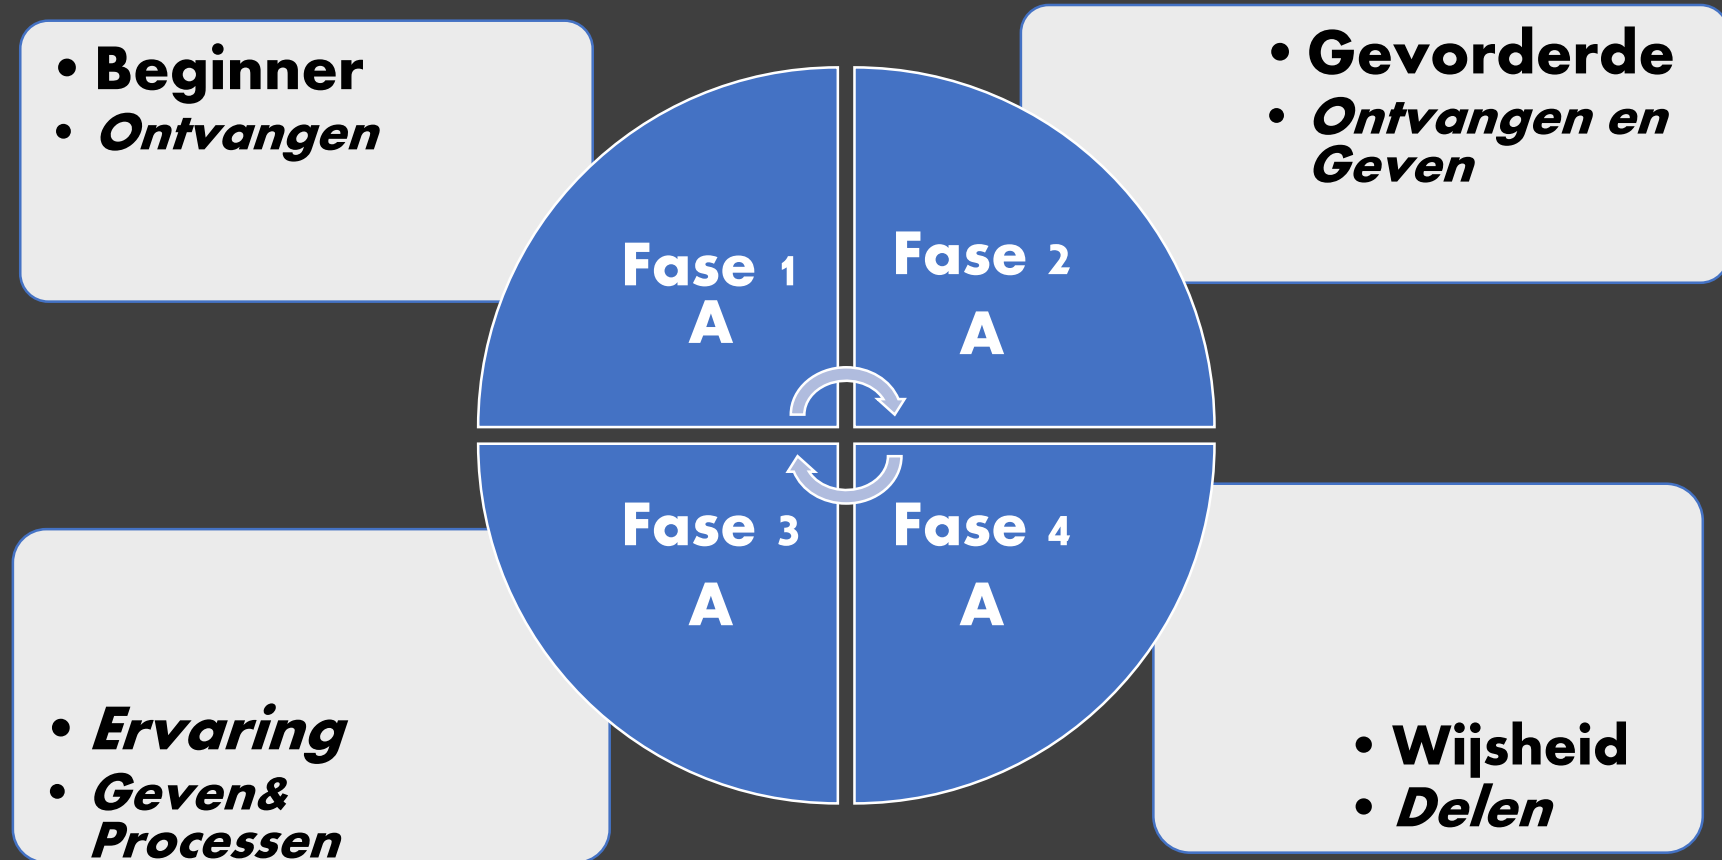 • Beginner
• Ontvangen
• Gevorderde
• Ontvangen en
Geven
Fase 1
A
Fase 2
A
Fase 3
A
Fase 4
A
• Ervaring
• Geven&
Processen
• Wijsheid
• Delen